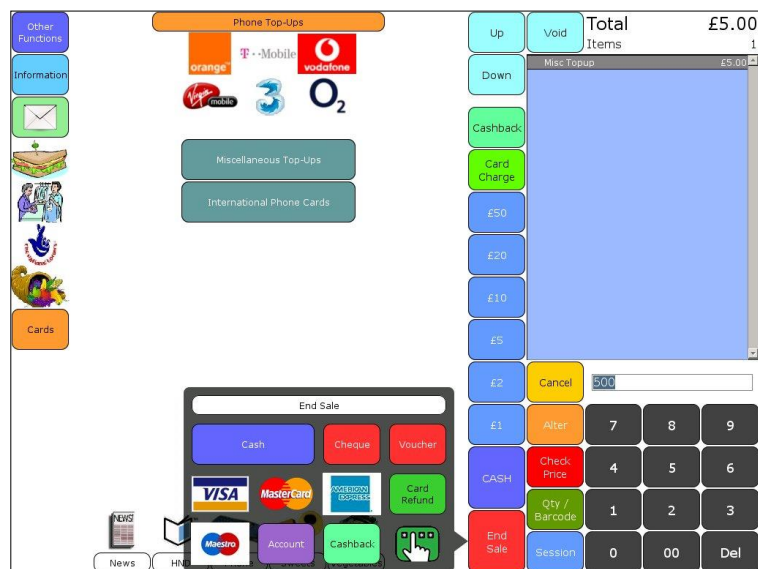 Other
Functions
Information
Cards
Phone Top-Ups
orange
T··Mobile
vodafone
Virgin
mobile
3
O2
Miscellaneous Top-Ups
International Phone Cards
Up
Void
Down
Cashback
Card
Charge
£50
£20
£10
£5
£2
£1
CASH
End
Sale
Total £5.00
Items 1
Misc Topup £5.00
Cancel
500
Alter
7
8
9
Check
Price
4
5
6
Qty /
Barcode
1
2
3
Session
0
00
Del
End Sale
Cash
Cheque
Voucher
VISA
MasterCard
AMERICAN
EXPRESS
Card
Refund
Maestro
Account
Cashback
NEWS
News